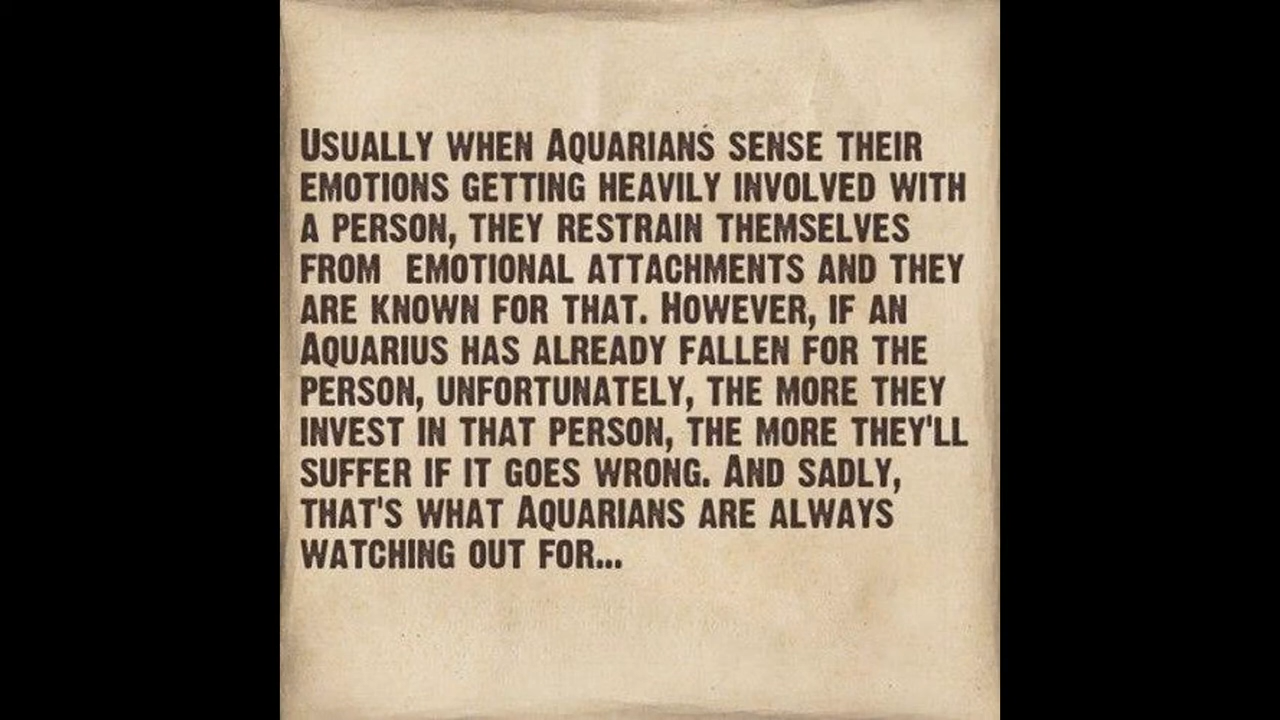 Usually when Aquarians sense their
emotions getting heavily involved with
a person, they restrain themselves
from  emotional attachments and they
are known for that. However, if an
Aquarius has already fallen for the
person, unfortunately, the more they
invest in that person, the more they'll
suffer if it goes wrong. And sadly,
that's what Aquarians are always
watching out for...